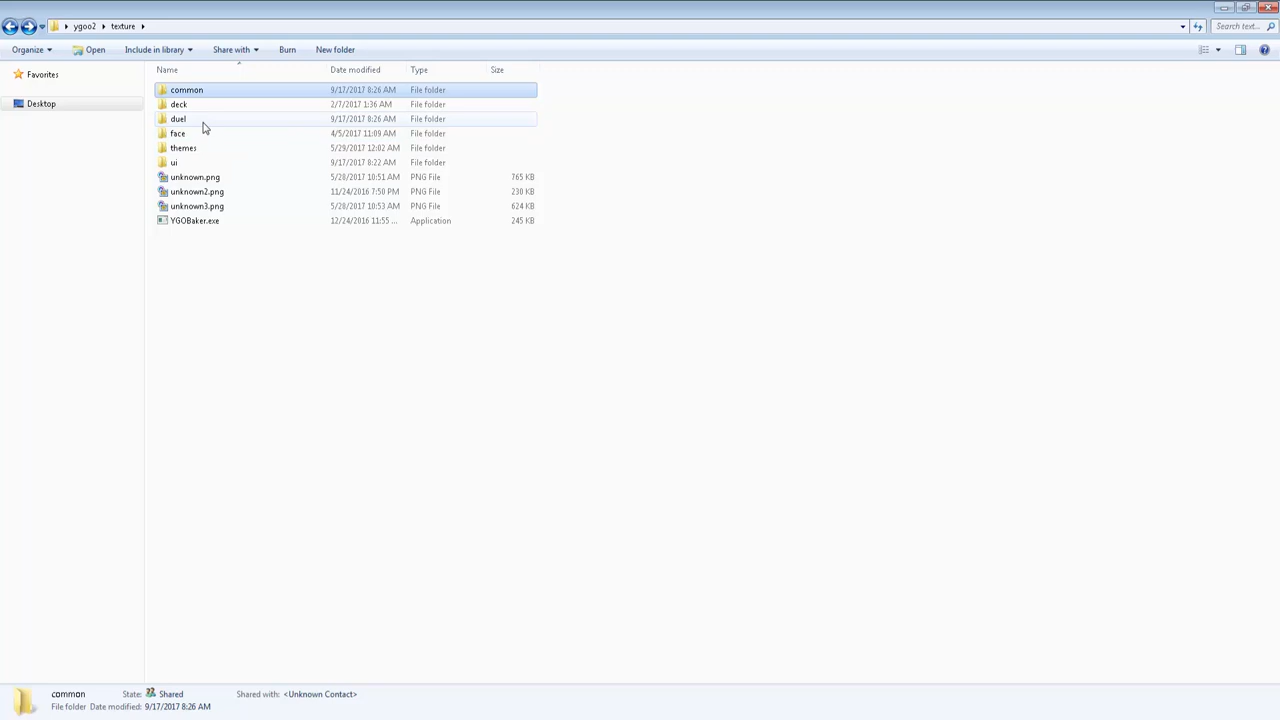 ygoo2 texture Search text...
Organize Open Include in library Share with Burn New folder
Favorites
Desktop
Name Date modified Type Size
common 9/17/2017 8:26 AM File folder
deck 2/7/2017 1:36 AM File folder
duel 9/17/2017 8:26 AM File folder
face 4/5/2017 11:09 AM File folder
themes 5/29/2017 12:02 AM File folder
ui 9/17/2017 8:22 AM File folder
unknown.png 5/28/2017 10:51 AM PNG File 765 KB
unknown2.png 11/24/2016 7:50 PM PNG File 230 KB
unknown3.png 5/28/2017 10:53 AM PNG File 624 KB
YGOBaker.exe 12/24/2016 11:55 ... Application 245 KB
common State: Shared Shared with: <Unknown Contact>
File folder Date modified: 9/17/2017 8:26 AM